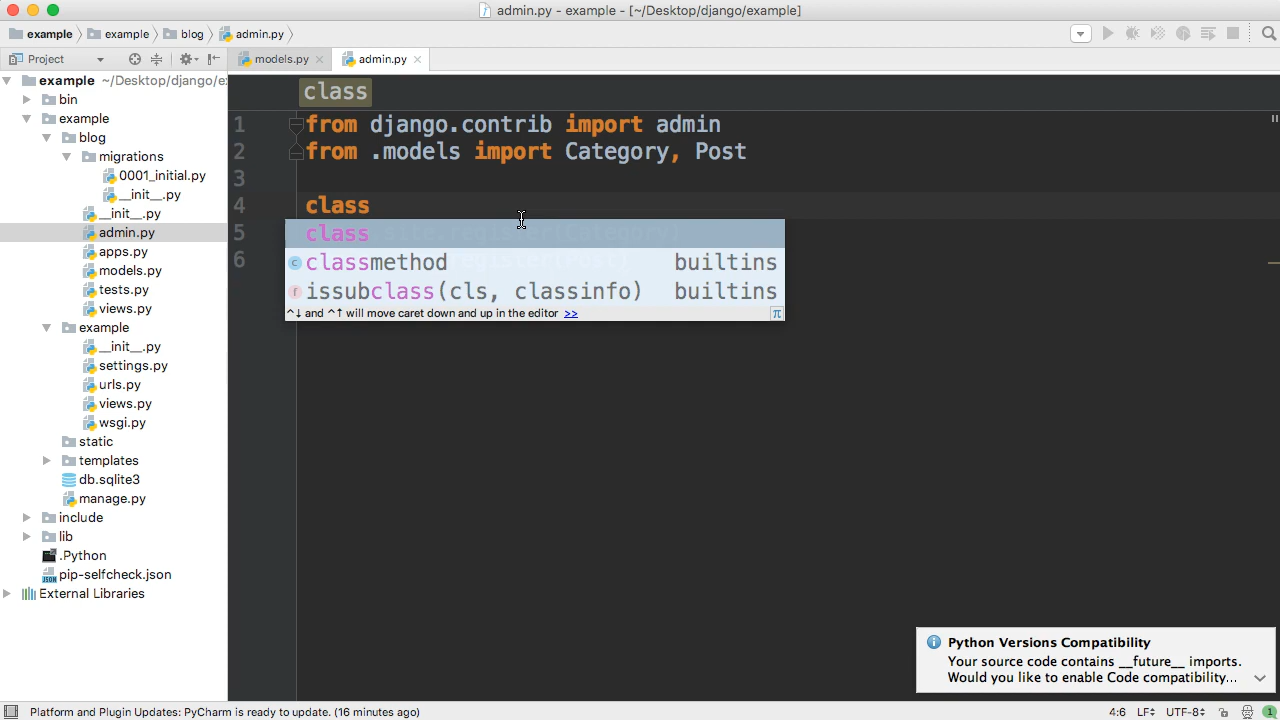 admin.py - example - [~/Desktop/django/example]
example example blog admin.py
Project models.py admin.py
example ~/Desktop/django/e
bin
example
blog
migrations
0001_initial.py
__init__.py
__init__.py
admin.py
apps.py
models.py
tests.py
views.py
example
__init__.py
settings.py
urls.py
views.py
wsgi.py
static
templates
db.sqlite3
manage.py
include
lib
.Python
pip-selfcheck.json
External Libraries
class
1 from django.contrib import admin
2 from .models import Category, Post
3
4 class
5
6
class
classmethod builtins
issubclass(cls, classinfo) builtins
^↓ and ^↑ will move caret down and up in the editor >> π
Python Versions Compatibility
Your source code contains __future__ imports.
Would you like to enable Code compatibility...
Platform and Plugin Updates: PyCharm is ready to update. (16 minutes ago) 4:6 LF UTF-8 1